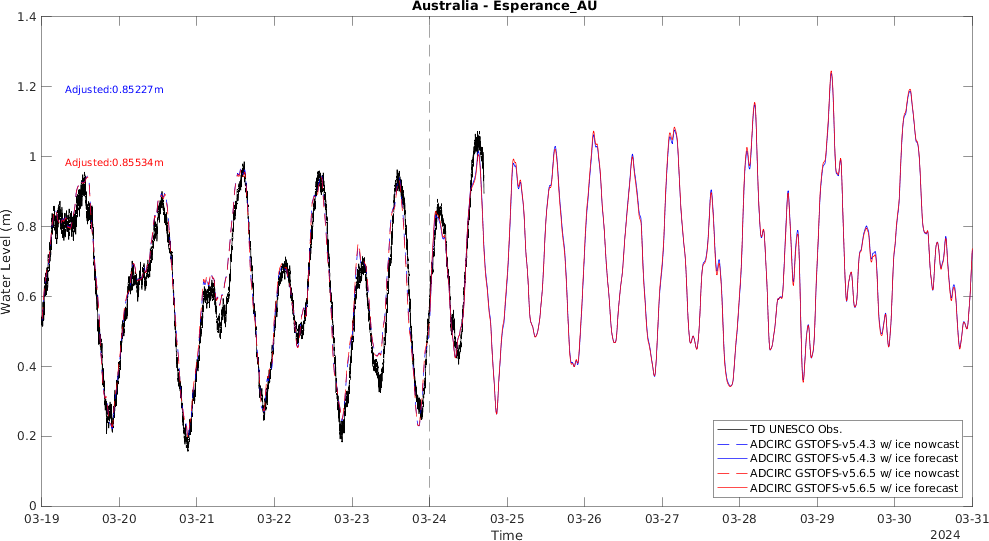 Australia - Esperance_AU
1.4
1.2
1
0.8
0.6
0.4
0.2
0
Water Level (m)
Adjusted:0.85227m
Adjusted:0.85534m
TD UNESCO Obs.
ADCIRC GSTOFS-v5.4.3 w/ ice nowcast
ADCIRC GSTOFS-v5.4.3 w/ ice forecast
ADCIRC GSTOFS-v5.6.5 w/ ice nowcast
ADCIRC GSTOFS-v5.6.5 w/ ice forecast
03-19 03-20 03-21 03-22 03-23 03-24 03-25 03-26 03-27 03-28 03-29 03-30 03-31
Time
2024